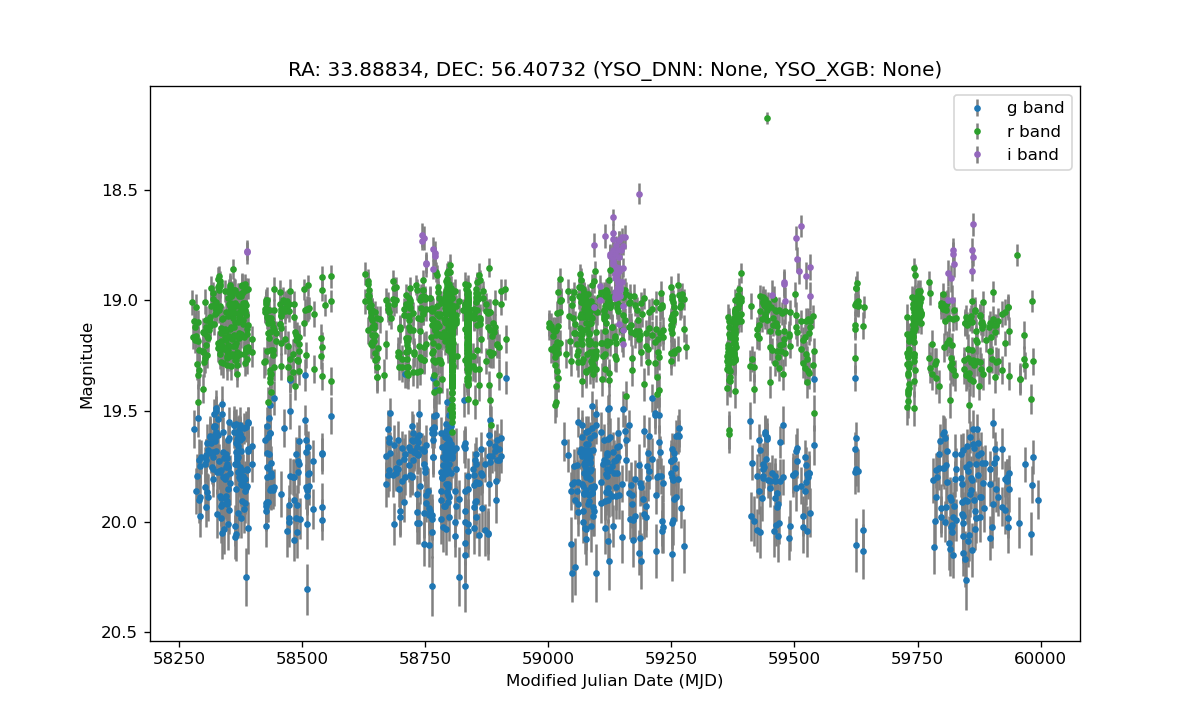 RA: 33.88834, DEC: 56.40732 (YSO_DNN: None, YSO_XGB: None)
g band
r band
i band
18.5
19.0
19.5
20.0
20.5
Magnitude
58250 58500 58750 59000 59250 59500 59750 60000
Modified Julian Date (MJD)